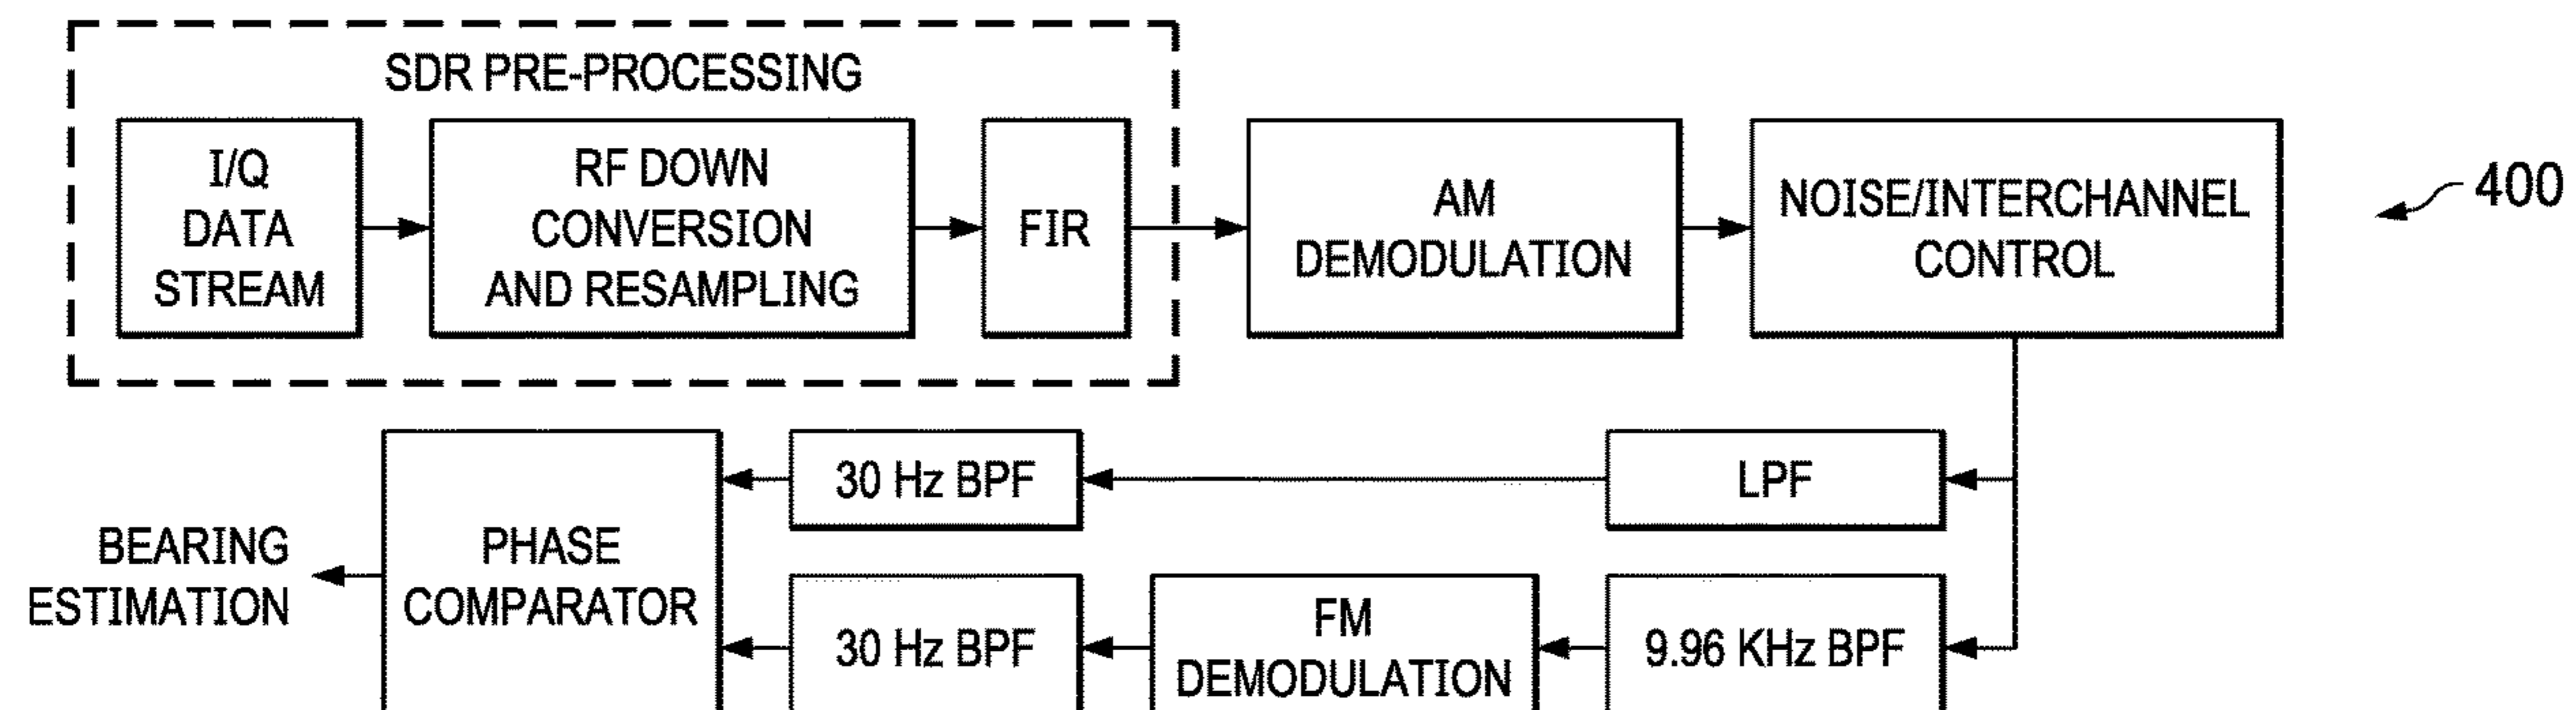 SDR PRE-PROCESSING
I/Q
DATA
STREAM
RF DOWN
CONVERSION
AND RESAMPLING
FIR
AM
DEMODULATION
NOISE/INTERCHANNEL
CONTROL
400
BEARING
ESTIMATION
PHASE
COMPARATOR
30 Hz BPF
LPF
30 Hz BPF
FM
DEMODULATION
9.96 KHz BPF